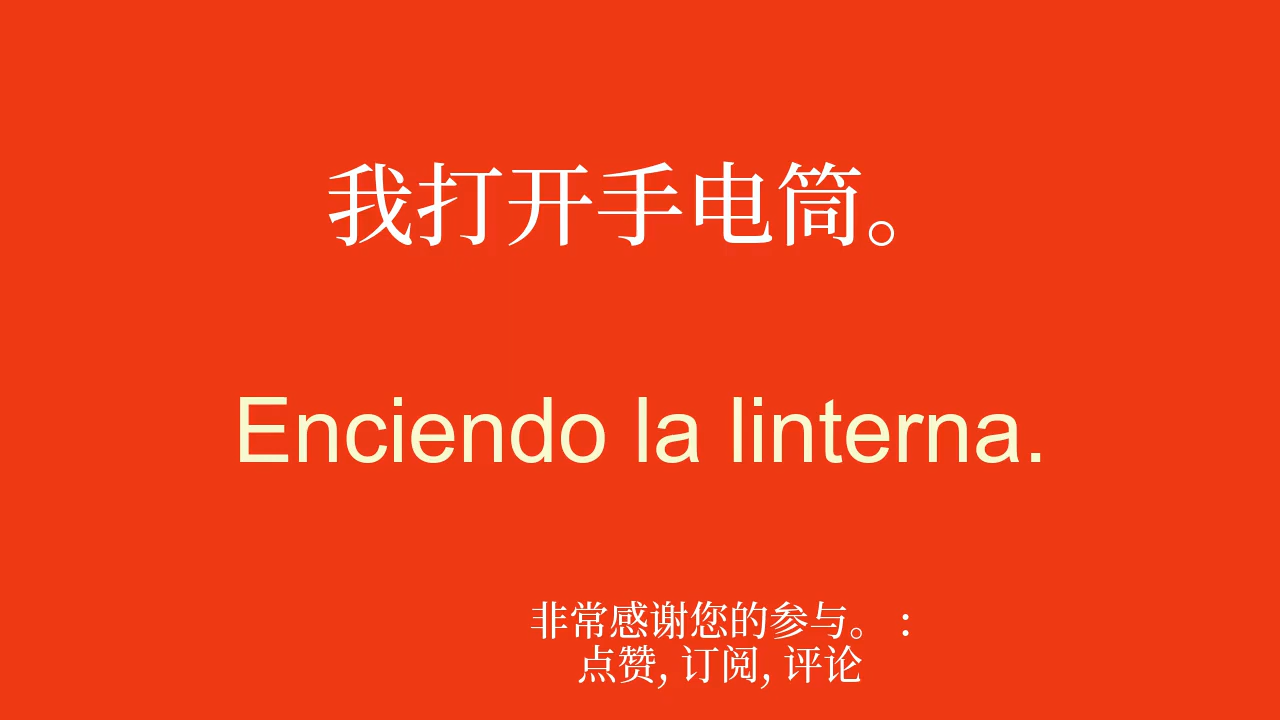 我打开手电筒。
Enciendo la linterna.
非常感谢您的参与。 :
点赞, 订阅, 评论